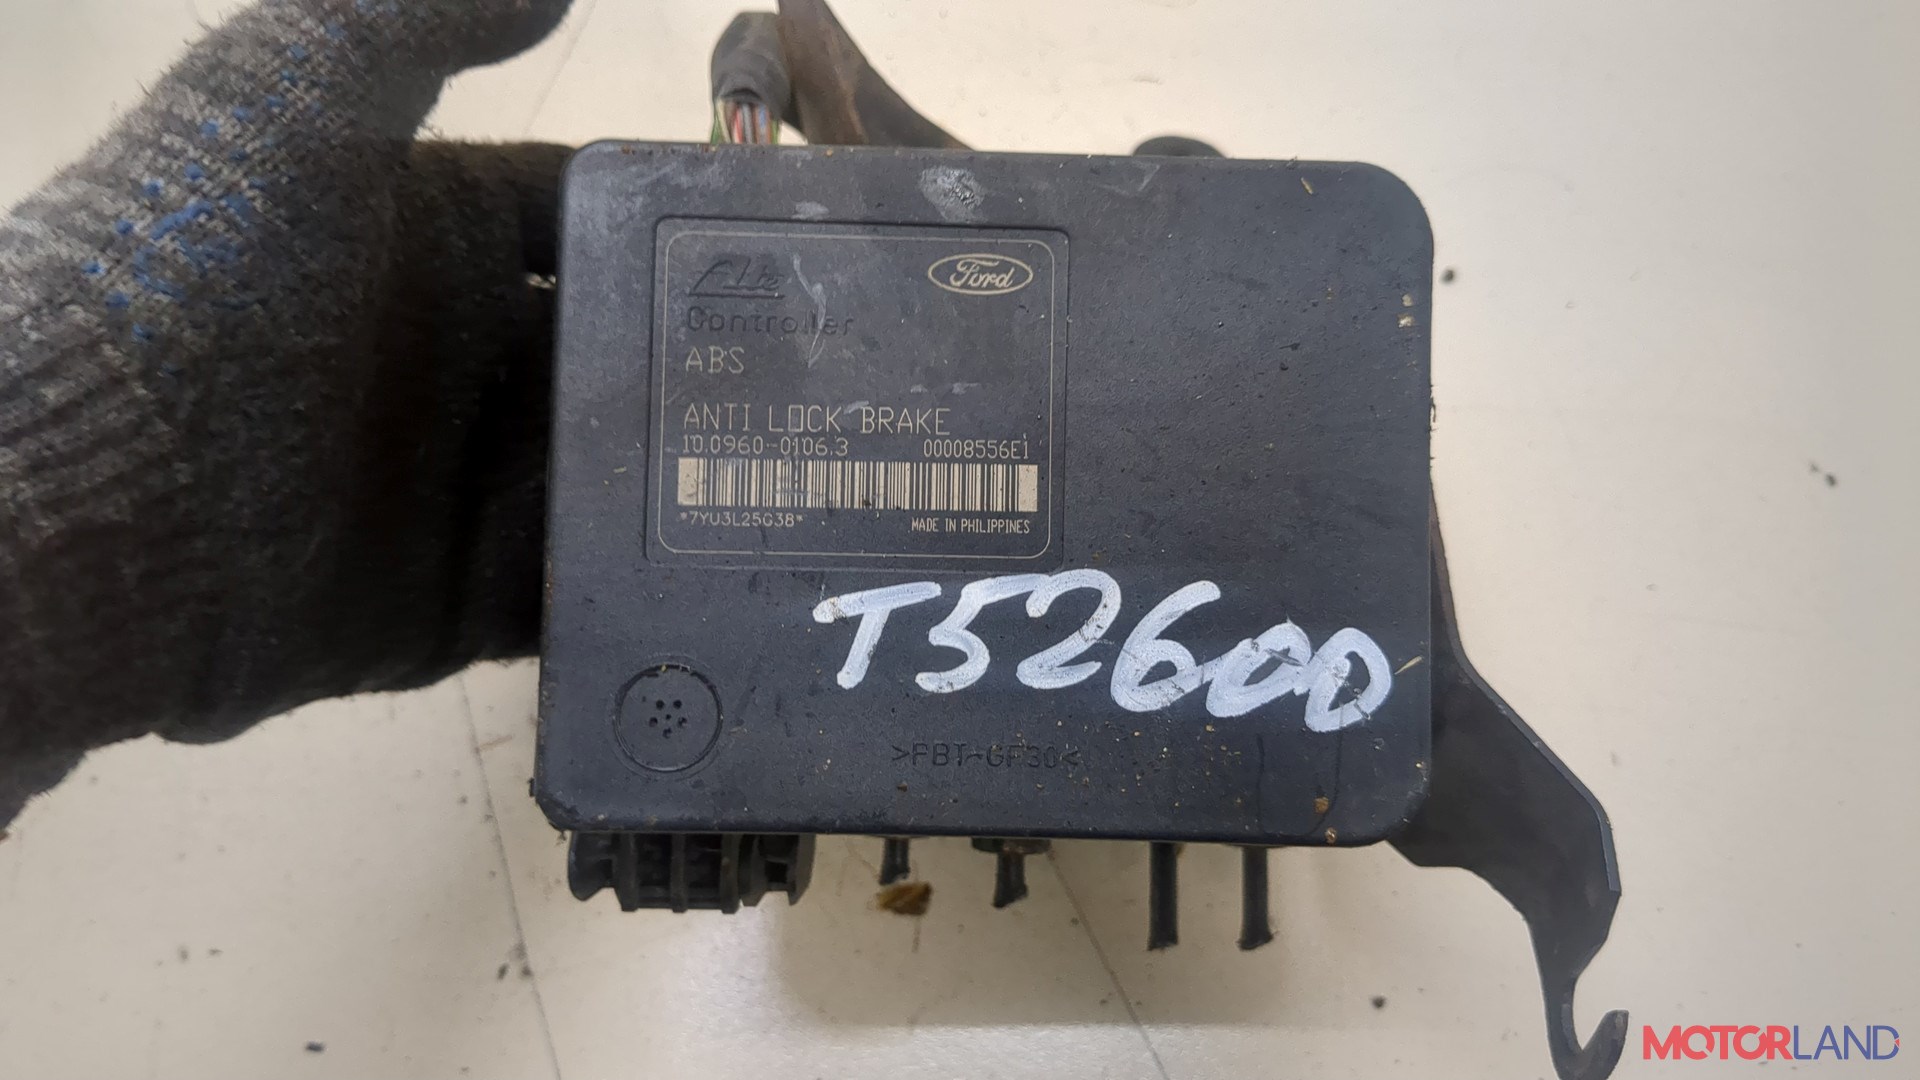 Ate
Ford
Controller
ABS
ANTI LOCK BRAKE
10.0960-0106.3 00008556E1
*7YU3L25G38* MADE IN PHILIPPINES
T52600
>PBT-GF30<
MOTORLAND